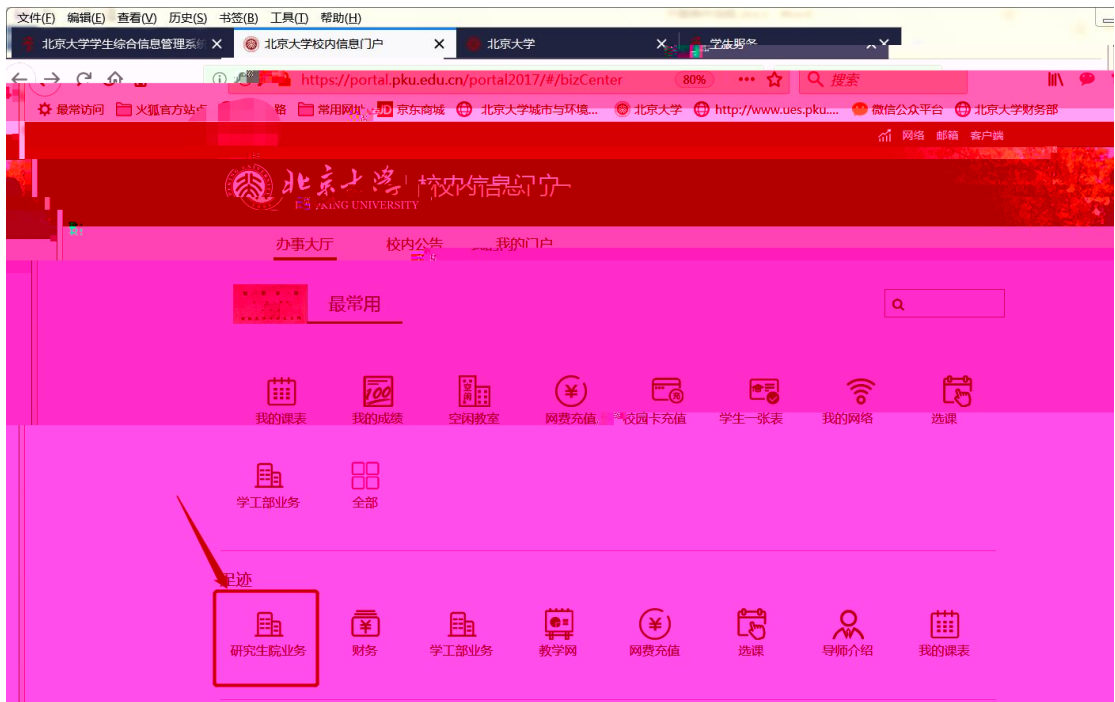 文件(F) 编辑(E) 查看(V) 历史(S) 书签(B) 工具(T) 帮助(H)
北京大学学生综合信息管理系统 × 北京大学校内信息门户 × 北京大学 ×
https://portal.pku.edu.cn/portal2017/#/bizCenter 80% 搜索
最常访问 火狐官方站点 常用网址 JD 京东商城 北京大学城市与环境... 北京大学 http://www.ues.pku.... 微信公众平台 北京大学财务部
网络 邮箱 客户端
北京大学 校内信息门户
PEKING UNIVERSITY
办事大厅 校内公告 我的门户
最常用
我的课表 我的成绩 空闲教室 网费充值 校园卡充值 学生一张表 我的网络 选课
学工部业务 全部
足迹
研究生院业务 财务 学工部业务 教学网 网费充值 选课 导师介绍 我的课表